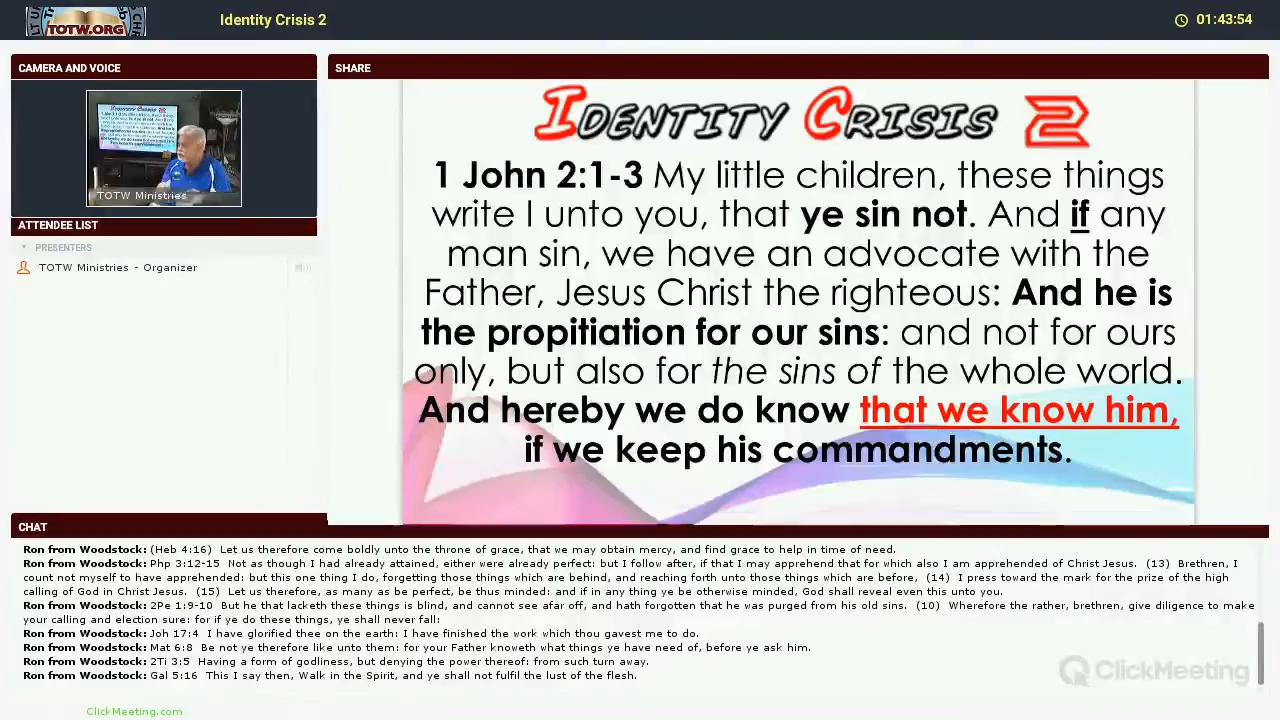 TOTW.ORG
Identity Crisis 2
01:43:54
CAMERA AND VOICE
SHARE
TOTW Ministries
ATTENDEE LIST
PRESENTERS
TOTW Ministries - Organizer
IDENTITY CRISIS 2
1 John 2:1-3 My little children, these things
write I unto you, that ye sin not. And if any
man sin, we have an advocate with the
Father, Jesus Christ the righteous: And he is
the propitiation for our sins: and not for ours
only, but also for the sins of the whole world.
And hereby we do know that we know him,
if we keep his commandments.
CHAT
Ron from Woodstock: (Heb 4:16) Let us therefore come boldly unto the throne of grace, that we may obtain mercy, and find grace to help in time of need.
Ron from Woodstock: Php 3:12-15 Not as though I had already attained, either were already perfect: but I follow after, if that I may apprehend that for which also I am apprehended of Christ Jesus. (13) Brethren, I
count not myself to have apprehended: but this one thing I do, forgetting those things which are behind, and reaching forth unto those things which are before, (14) I press toward the mark for the prize of the high
calling of God in Christ Jesus. (15) Let us therefore, as many as be perfect, be thus minded: and if in any thing ye be otherwise minded, God shall reveal even this unto you.
Ron from Woodstock: 2Pe 1:9-10 But he that lacketh these things is blind, and cannot see afar off, and hath forgotten that he was purged from his old sins. (10) Wherefore the rather, brethren, give diligence to make
your calling and election sure: for if ye do these things, ye shall never fall:
Ron from Woodstock: Joh 17:4 I have glorified thee on the earth: I have finished the work which thou gavest me to do.
Ron from Woodstock: Mat 6:8 Be not ye therefore like unto them: for your Father knoweth what things ye have need of, before ye ask him.
Ron from Woodstock: 2Ti 3:5 Having a form of godliness, but denying the power thereof: from such turn away.
Ron from Woodstock: Gal 5:16 This I say then, Walk in the Spirit, and ye shall not fulfil the lust of the flesh.
ClickMeeting
ClickMeeting.com